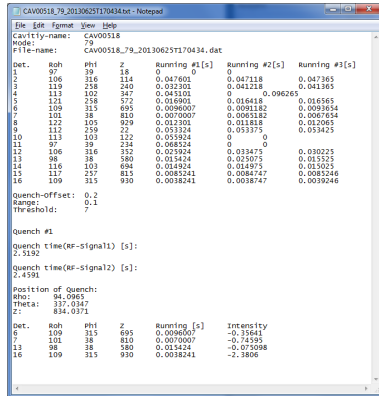 CAV00518_79_20130625T170434.txt - Notepad
File Edit Format View Help
Cavitiy-name: CAV00518
Mode: 79
File-name: CAV00518_79_20130625T170434.dat
Det. Roh Phi Z Running #1[s] Running #2[s] Running #3[s]
1 97 39 18 0 0 0
2 106 316 114 0.047601 0.047118 0.047365
3 119 258 240 0.032301 0.041218 0.041365
4 113 102 347 0.045101 0 0.096265
5 121 258 572 0.016901 0.016418 0.016565
6 109 315 695 0.0096007 0.0091182 0.0093654
7 101 38 810 0.0070007 0.0065182 0.0067654
8 122 105 929 0.012301 0.011818 0.012065
9 112 259 22 0.053324 0.053375 0.053425
10 113 103 122 0.055924 0 0
11 97 39 234 0.068524 0 0
12 106 316 352 0.025924 0.033475 0.030225
13 98 38 580 0.015424 0.025075 0.015525
14 116 103 694 0.014924 0.014975 0.015025
15 117 257 815 0.0085241 0.0084747 0.0085246
16 109 315 930 0.0038241 0.0038747 0.0039246
Quench-Offset: 0.2
Range: 0.1
Threshold: 7
Quench #1
Quench time(RF-Signal1) [s]:
2.5192
Quench time(RF-Signal2) [s]:
2.4591
Position of Quench:
Rho: 94.0965
Theta: 337.0347
Z: 834.0371
Det. Roh Phi Z Running [s] Intensity
6 109 315 695 0.0096007 -0.35641
7 101 38 810 0.0070007 -0.74595
13 98 38 580 0.015424 -0.075098
16 109 315 930 0.0038241 -2.3806